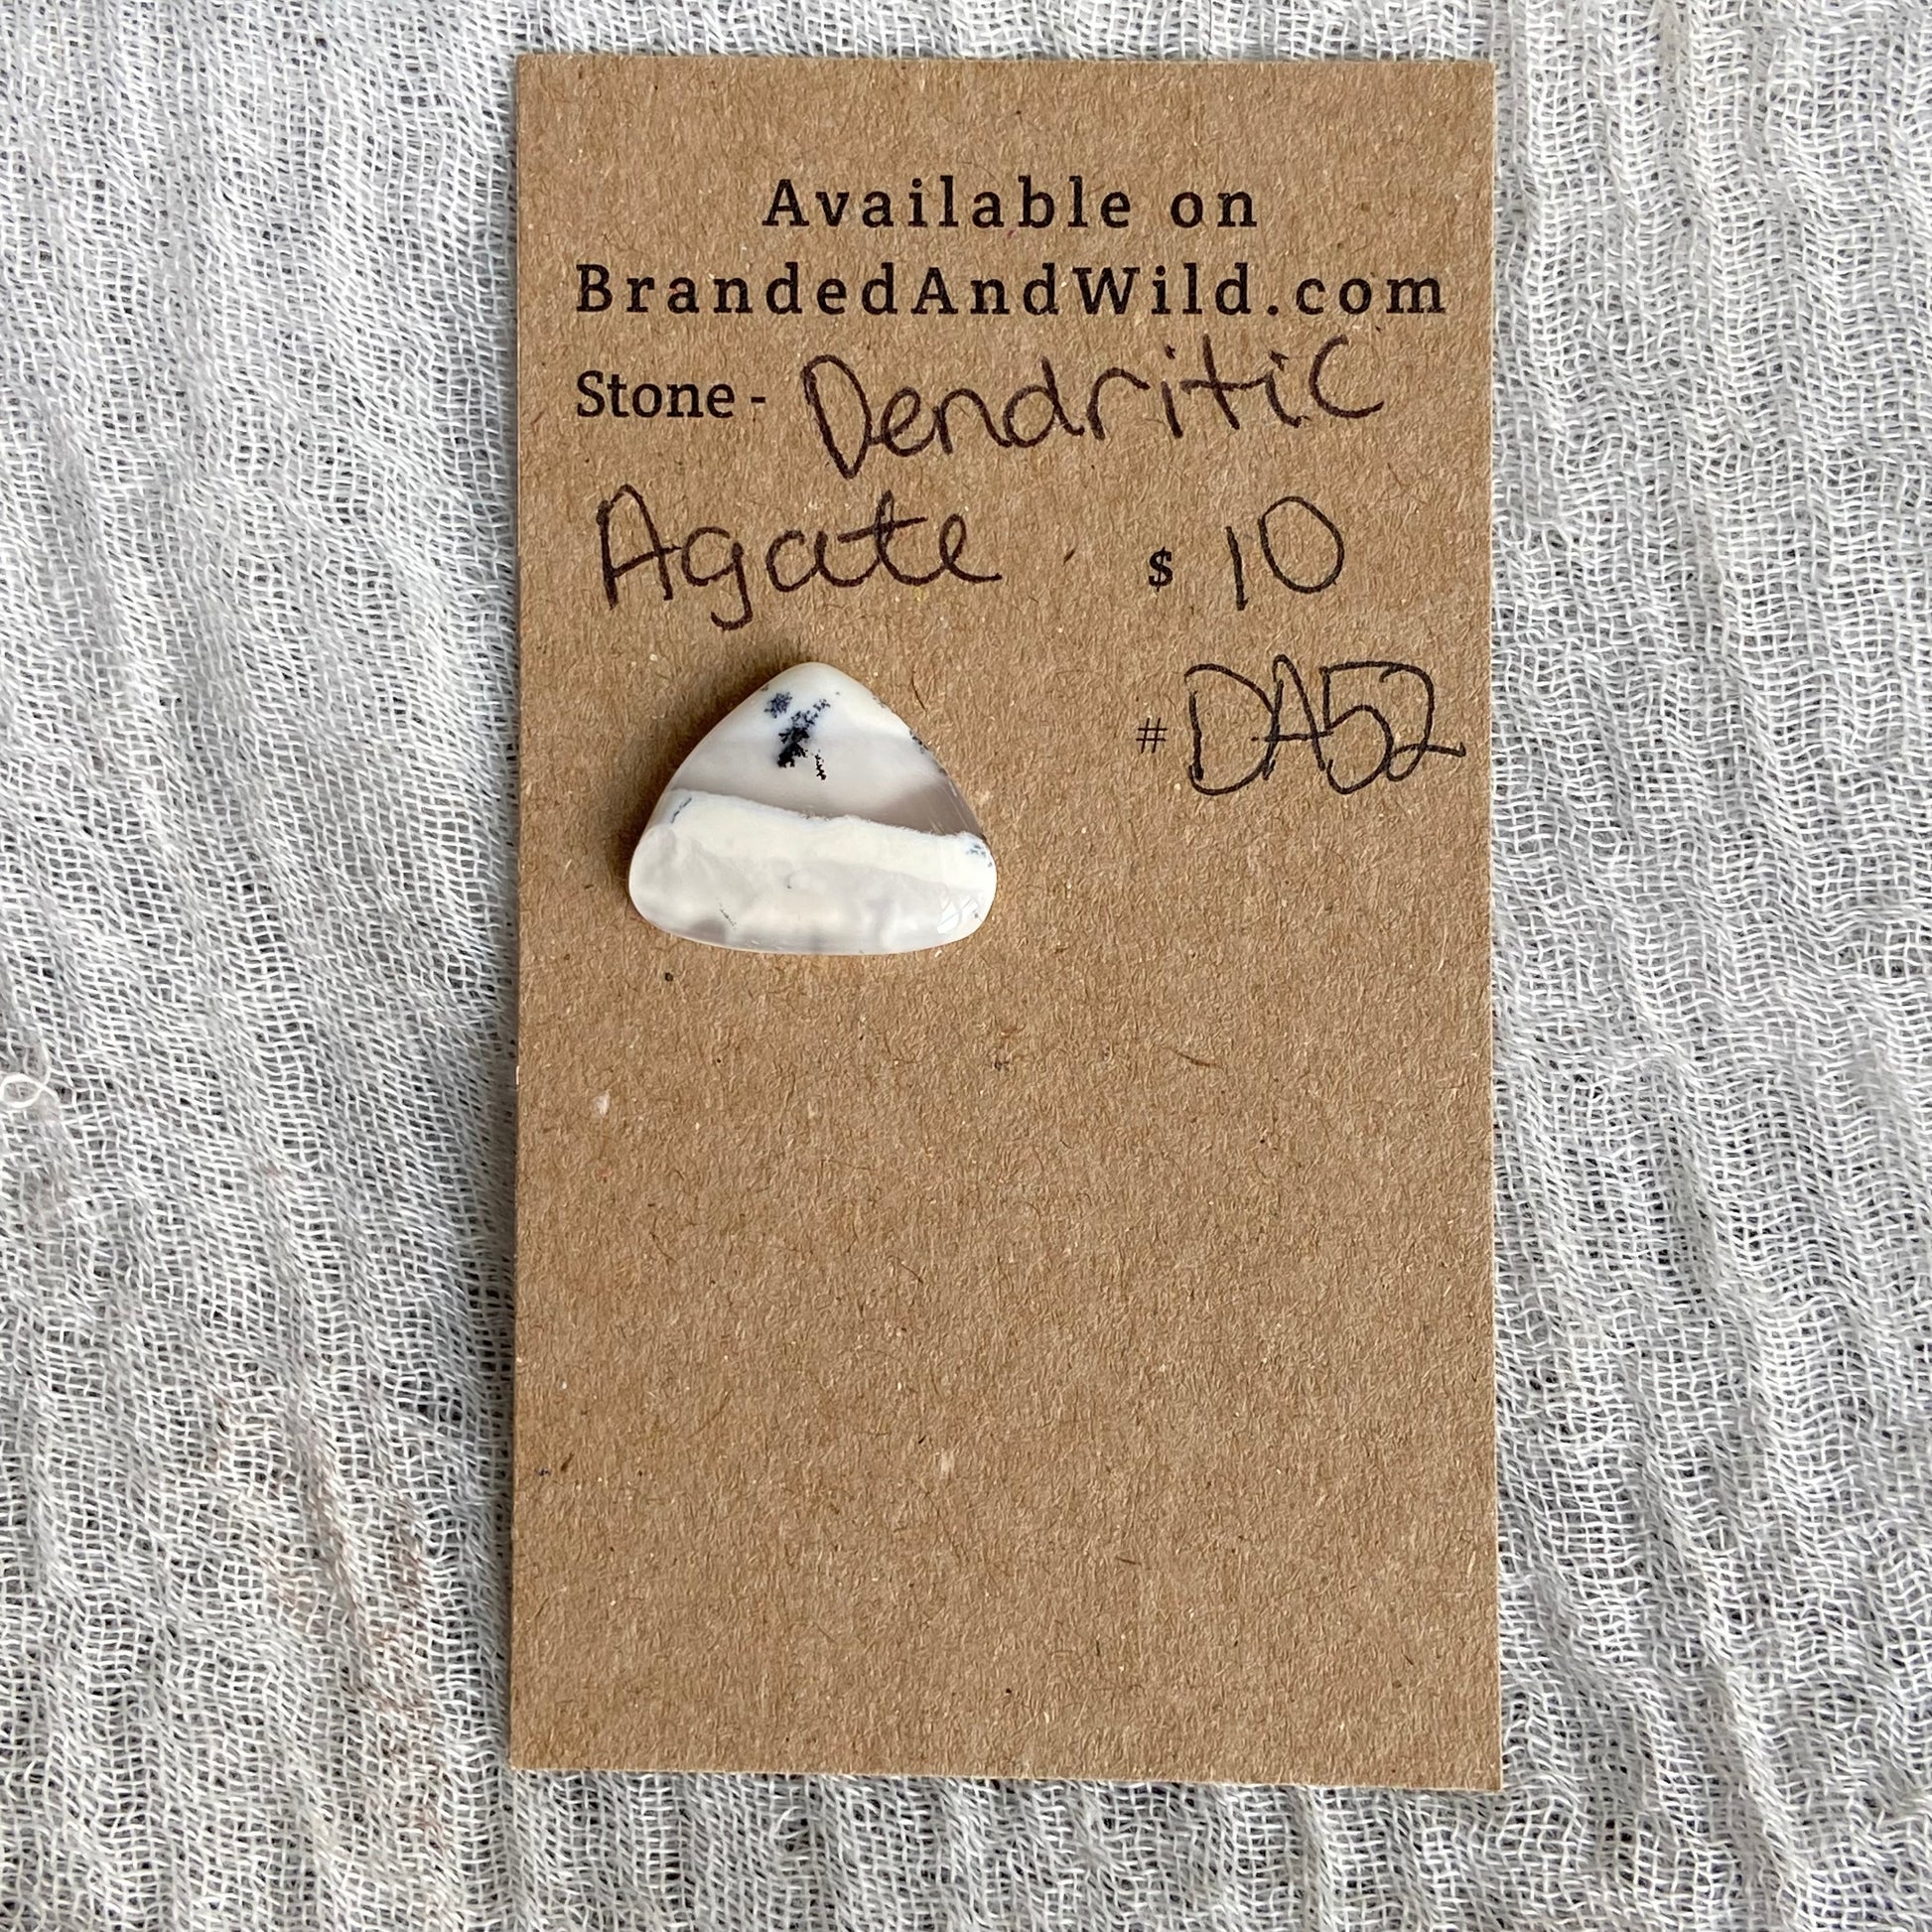 Available on
BrandedAndWild.com
Stone - Dendritic
Agate $ 10
# DA52